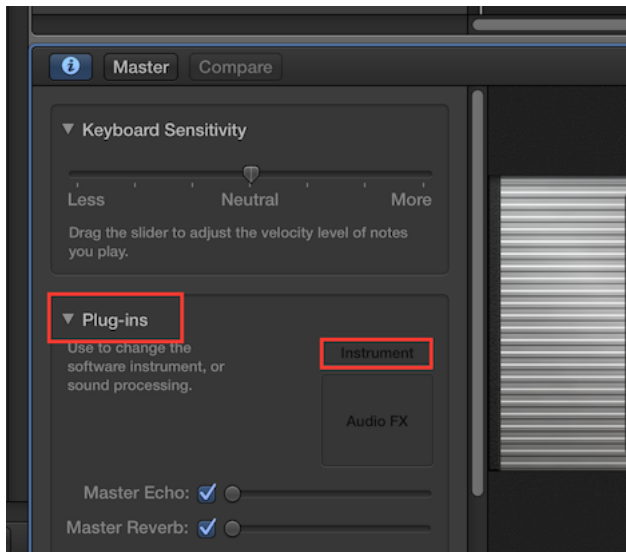 i Master Compare
Keyboard Sensitivity
Less Neutral More
Drag the slider to adjust the velocity level of notes
you play.
Plug-ins
Use to change the
software instrument, or
sound processing.
Instrument
Audio FX
Master Echo:
Master Reverb: